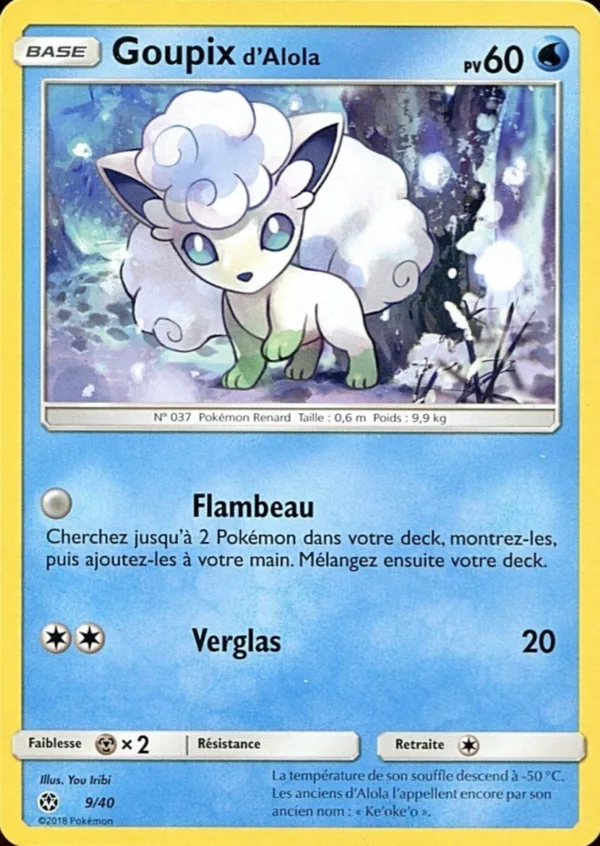 BASE Goupix d'Alola PV60
N° 037 Pokémon Renard Taille : 0,6 m Poids : 9,9 kg
Flambeau
Cherchez jusqu'à 2 Pokémon dans votre deck, montrez-les,
puis ajoutez-les à votre main. Mélangez ensuite votre deck.
Verglas 20
Faiblesse × 2 Résistance Retraite
Illus. You Iribi
9/40
©2018 Pokémon
La température de son souffle descend à -50 °C.
Les anciens d'Alola l'appellent encore par son
ancien nom : « Ke'oke'o ».